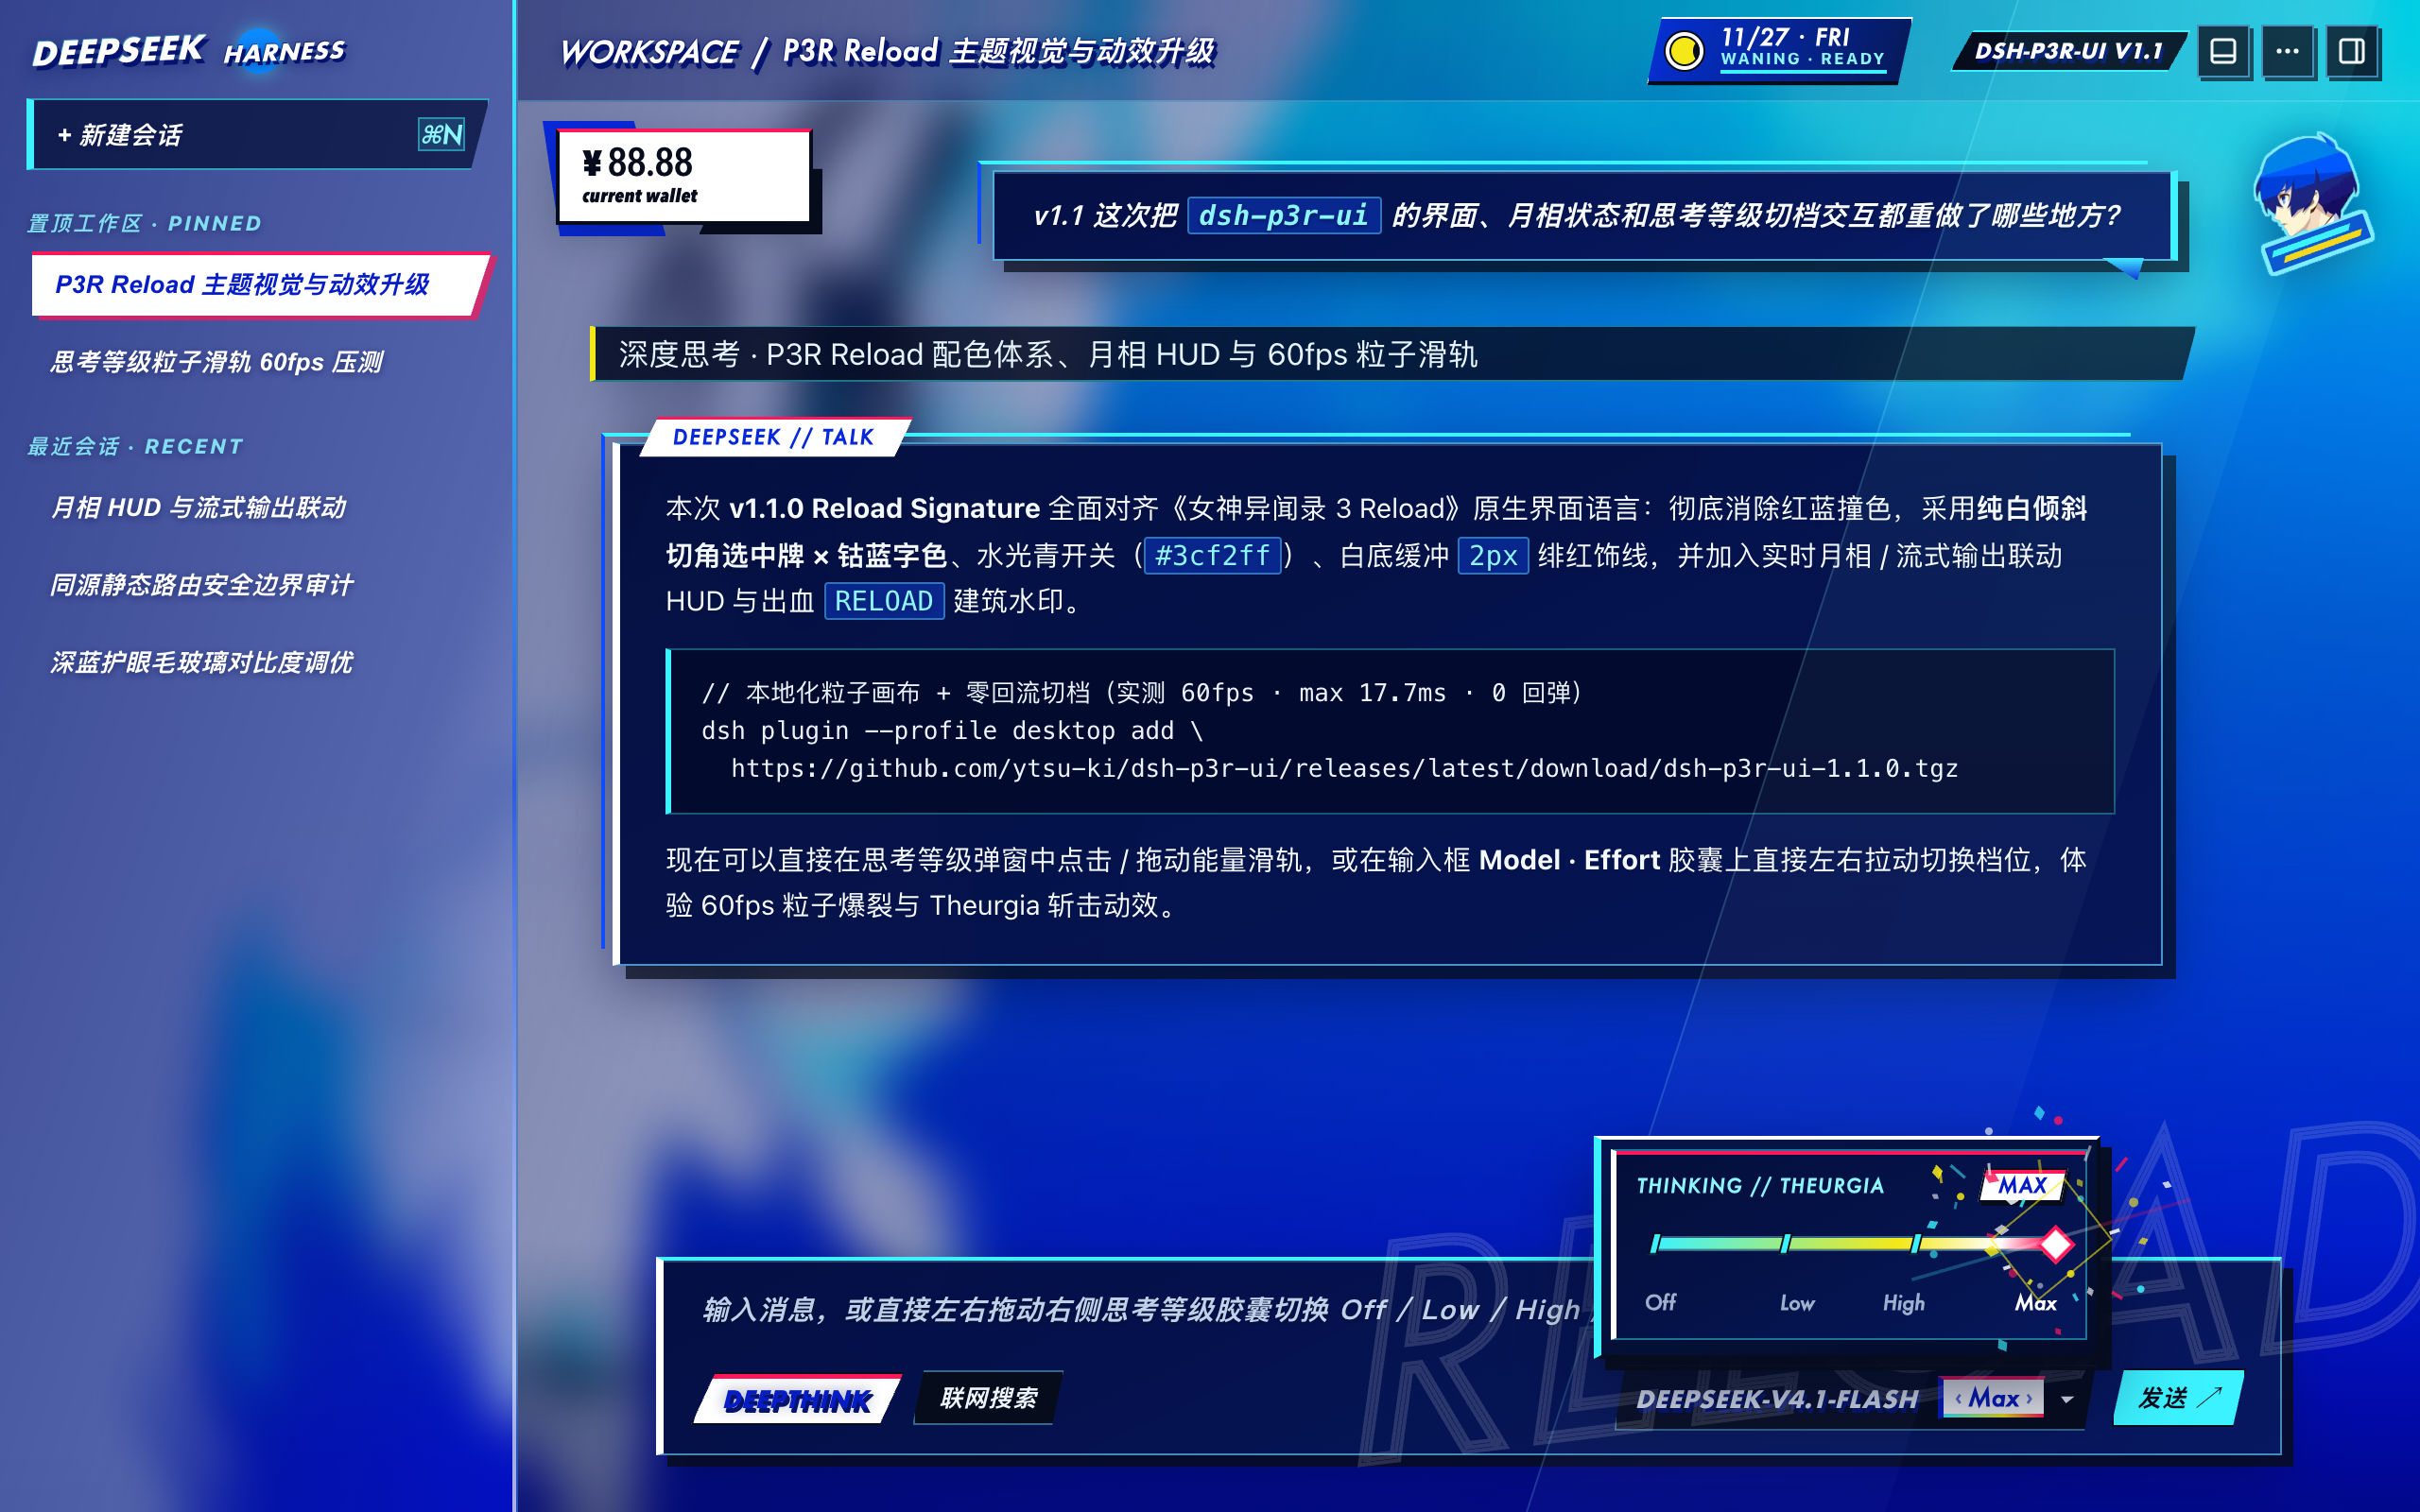 DEEPSEEK HARNESS
+ 新建会话 ⌘N
置顶工作区 · PINNED
P3R Reload 主题视觉与动效升级
思考等级粒子滑轨 60fps 压测
最近会话 · RECENT
月相 HUD 与流式输出联动
同源静态路由安全边界审计
深蓝护眼毛玻璃对比度调优
WORKSPACE / P3R Reload 主题视觉与动效升级
11/27 · FRI
WANING · READY
DSH-P3R-UI V1.1
¥88.88
current wallet
v1.1 这次把 dsh-p3r-ui 的界面、月相状态和思考等级切档交互都重做了哪些地方？
深度思考 · P3R Reload 配色体系、月相 HUD 与 60fps 粒子滑轨
DEEPSEEK // TALK
本次 v1.1.0 Reload Signature 全面对齐《女神异闻录 3 Reload》原生界面语言：彻底消除红蓝撞色，采用纯白倾斜
切角选中牌 × 钴蓝字色、水光青开关（#3cf2ff）、白底缓冲 2px 绯红饰线，并加入实时月相 / 流式输出联动
HUD 与出血 RELOAD 建筑水印。
// 本地化粒子画布 + 零回流切档（实测 60fps · max 17.7ms · 0 回弹）
dsh plugin --profile desktop add \
https://github.com/ytsu-ki/dsh-p3r-ui/releases/latest/download/dsh-p3r-ui-1.1.0.tgz
现在可以直接在思考等级弹窗中点击 / 拖动能量滑轨，或在输入框 Model · Effort 胶囊上直接左右拉动切换档位，体
验 60fps 粒子爆裂与 Theurgia 斩击动效。
THINKING // THEURGIA MAX
Off Low High Max
输入消息，或直接左右拖动右侧思考等级胶囊切换 Off / Low / High
DEEPTHINK 联网搜索 DEEPSEEK-V4.1-FLASH ‹ Max › 发送 ↗